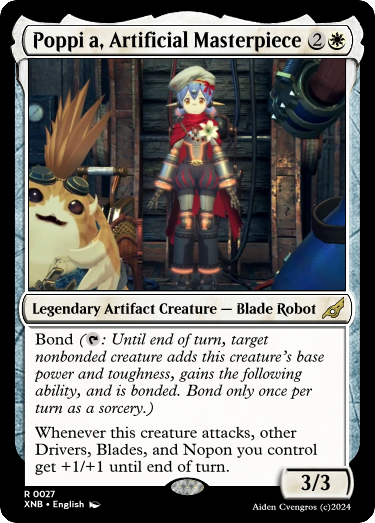 Poppi a, Artificial Masterpiece 2
Legendary Artifact Creature — Blade Robot
Bond (: Until end of turn, target
nonbonded creature adds this creature's base
power and toughness, gains the following
ability, and is bonded. Bond only once per
turn as a sorcery.)
Whenever this creature attacks, other
Drivers, Blades, and Nopon you control
get +1/+1 until end of turn.
3/3
R 0027
XNB • English
Aiden Cvengros (c)2024